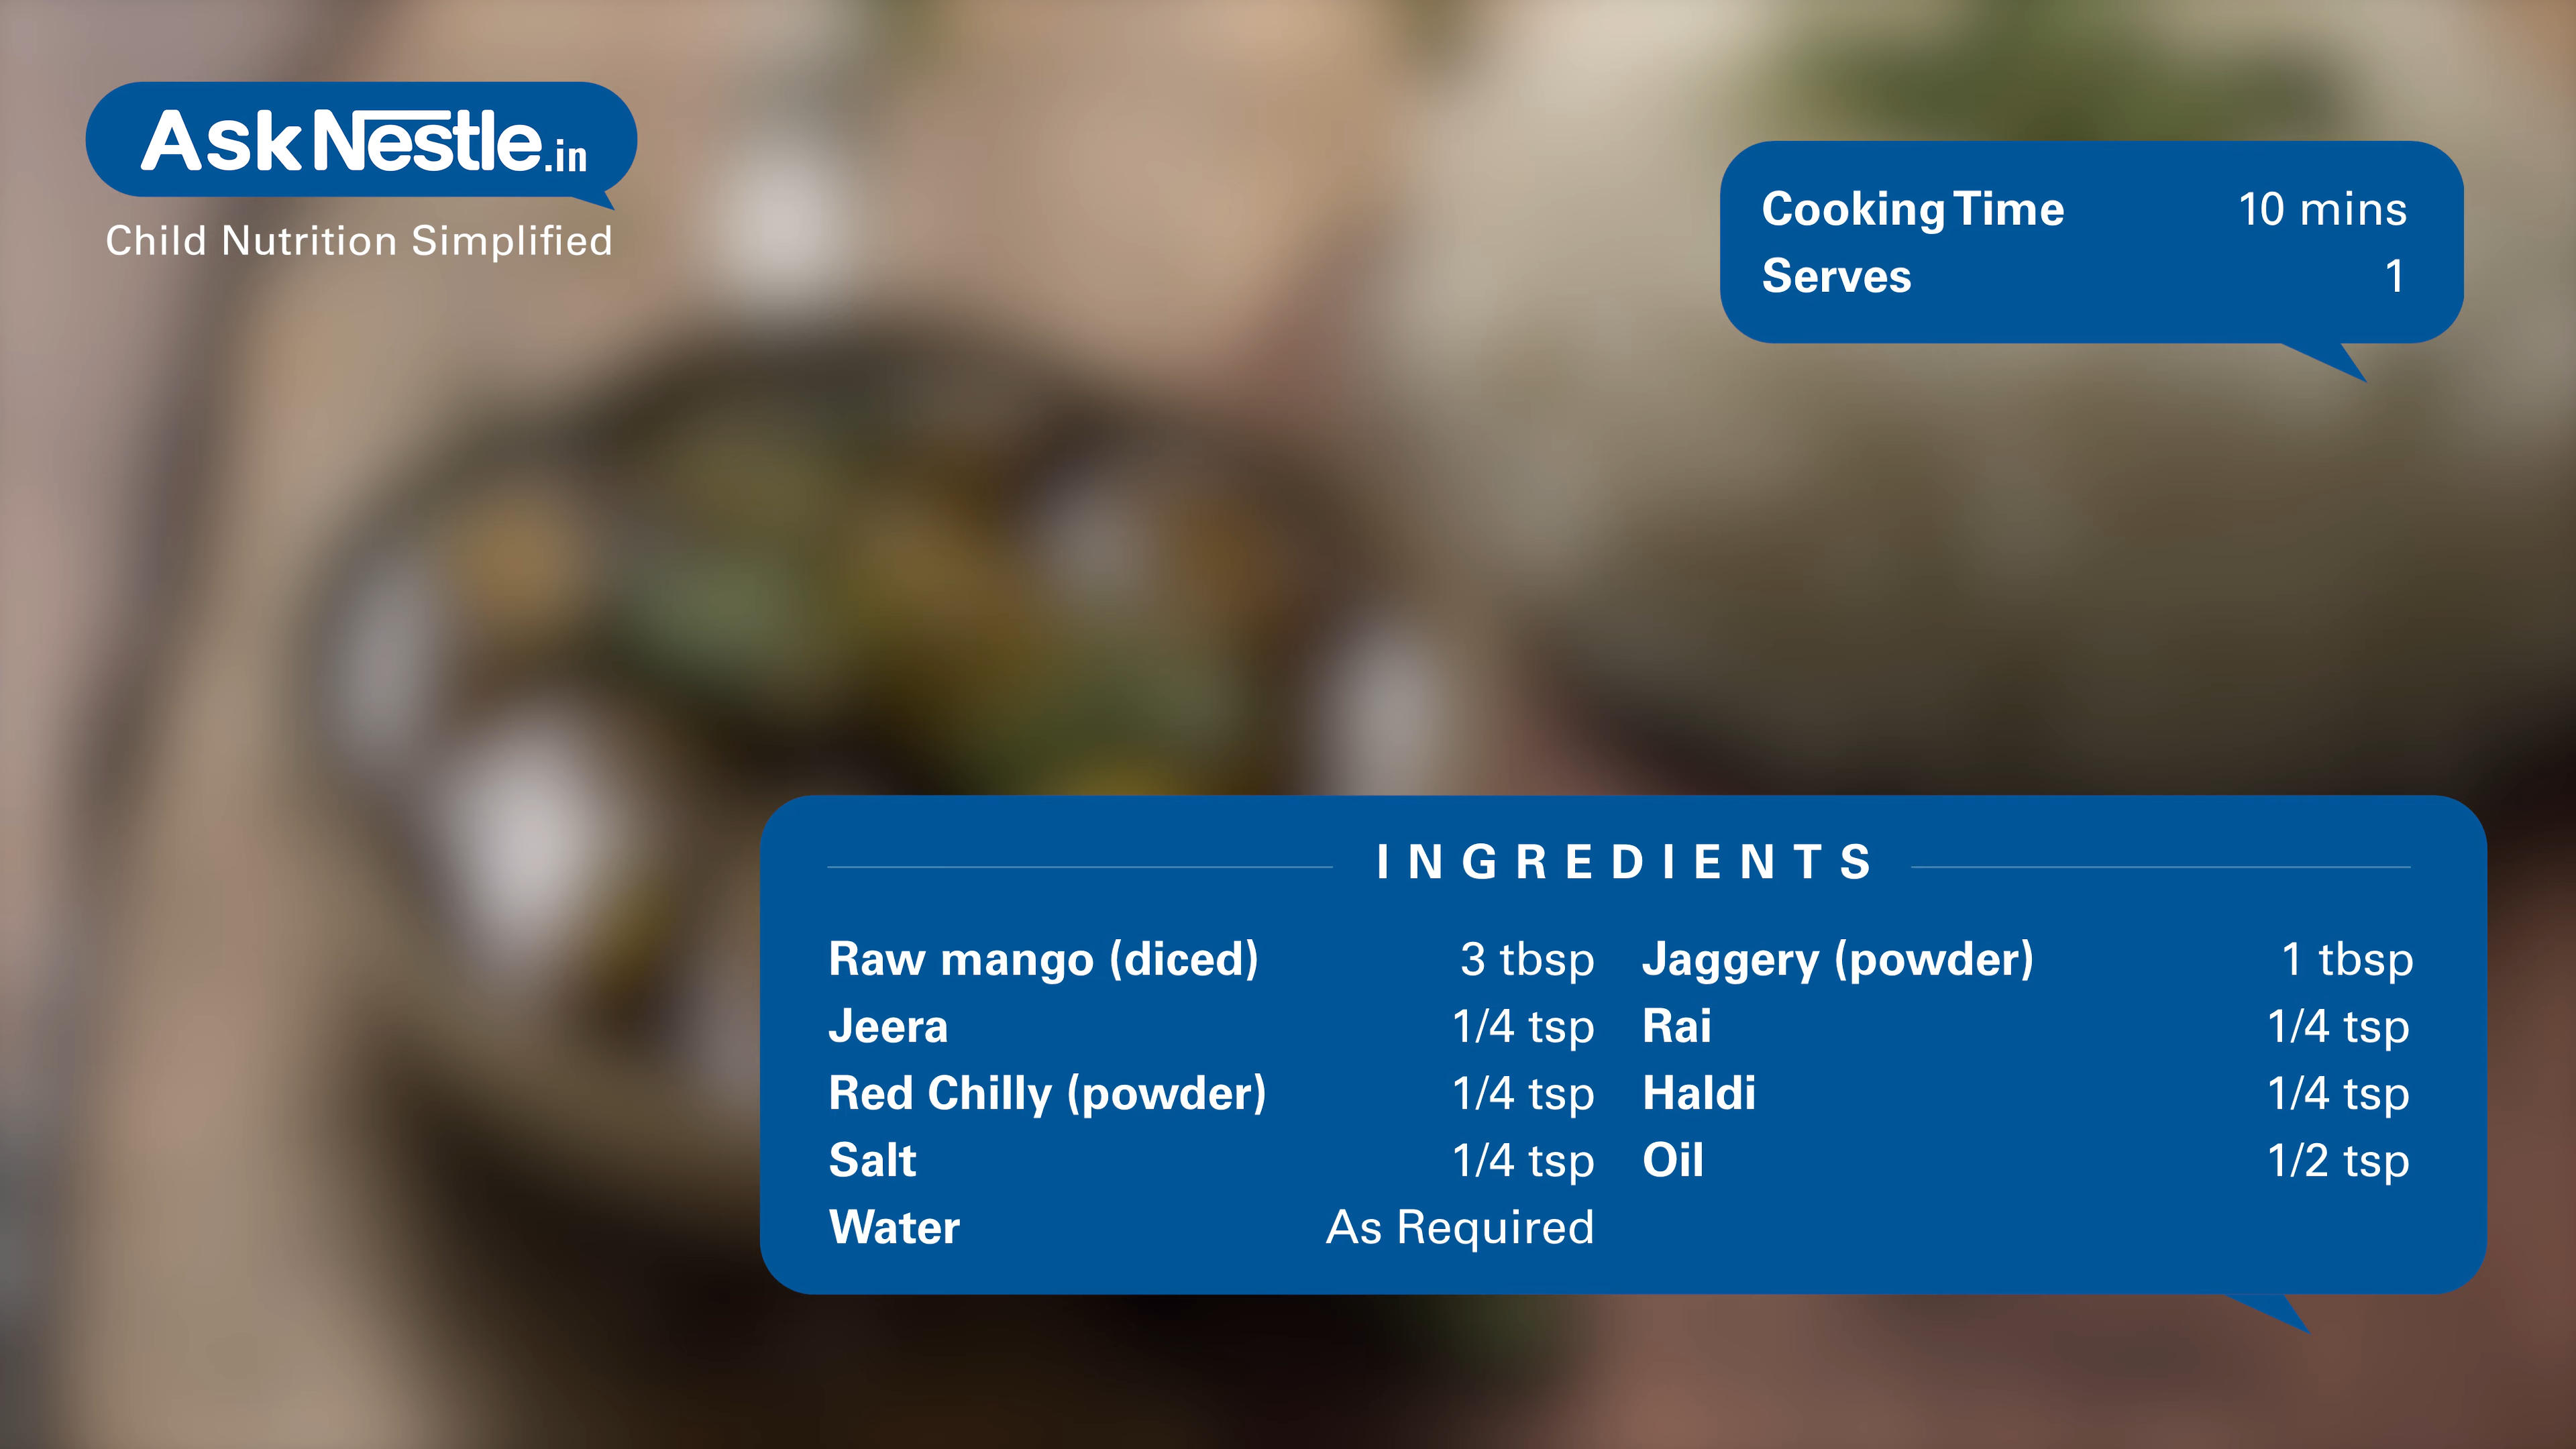 AskNestle.in
Child Nutrition Simplified
Cooking Time 10 mins
Serves 1
INGREDIENTS
Raw mango (diced) 3 tbsp Jaggery (powder) 1 tbsp
Jeera 1/4 tsp Rai 1/4 tsp
Red Chilly (powder) 1/4 tsp Haldi 1/4 tsp
Salt 1/4 tsp Oil 1/2 tsp
Water As Required